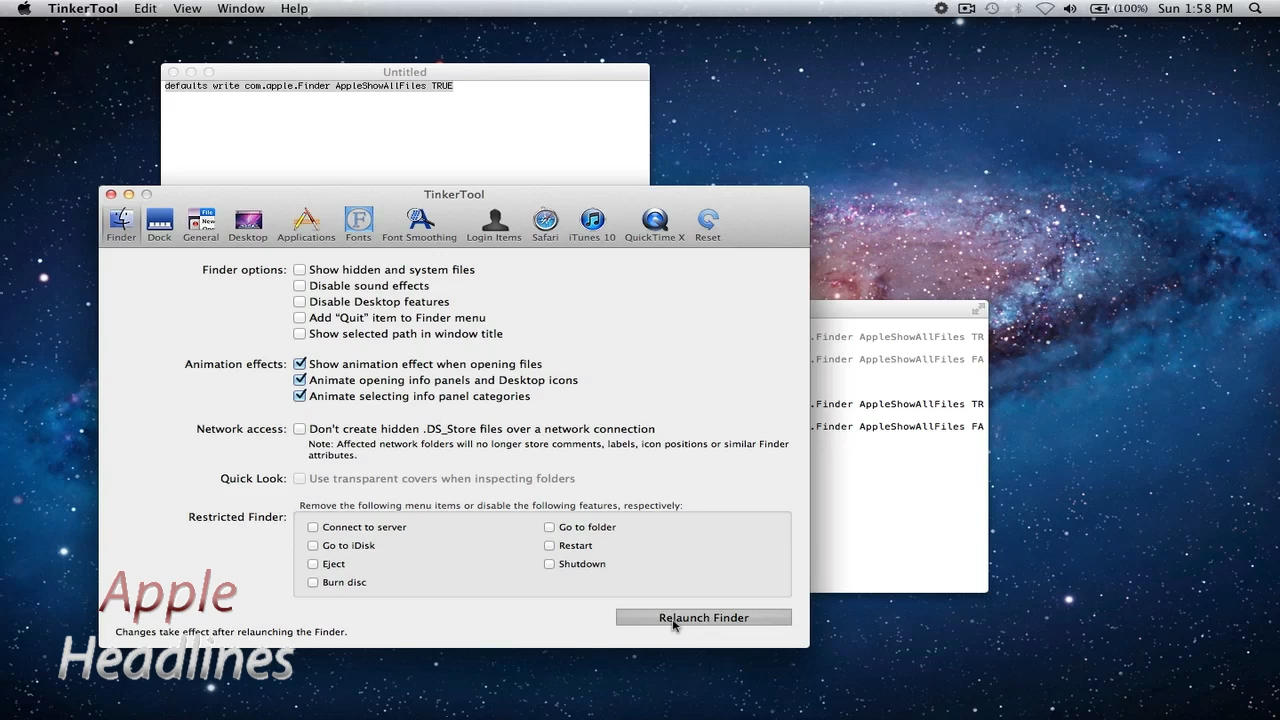 TinkerTool Edit View Window Help
(100%) Sun 1:58 PM
Untitled
defaults write com.apple.Finder AppleShowAllFiles TRUE
TinkerTool
Finder Dock General Desktop Applications Fonts Font Smoothing Login Items Safari iTunes 10 QuickTime X Reset
Finder options: Show hidden and system files
Disable sound effects
Disable Desktop features
Add “Quit” item to Finder menu
Show selected path in window title
Animation effects: Show animation effect when opening files
Animate opening info panels and Desktop icons
Animate selecting info panel categories
Network access: Don't create hidden .DS_Store files over a network connection
Note: Affected network folders will no longer store comments, labels, icon positions or similar Finder
attributes.
Quick Look: Use transparent covers when inspecting folders
Remove the following menu items or disable the following features, respectively:
Restricted Finder:
Connect to server Go to folder
Go to iDisk Restart
Eject Shutdown
Burn disc
Relaunch Finder
Changes take effect after relaunching the Finder.
.Finder AppleShowAllFiles TR
.Finder AppleShowAllFiles FA
.Finder AppleShowAllFiles TR
.Finder AppleShowAllFiles FA
Apple
Headlines